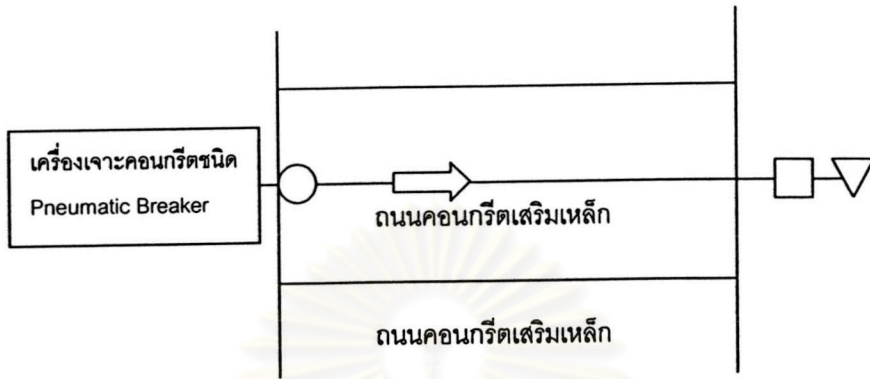 เครื่องเจาะคอนกรีตชนิด
Pneumatic Breaker
ถนนคอนกรีตเสริมเหล็ก
ถนนคอนกรีตเสริมเหล็ก